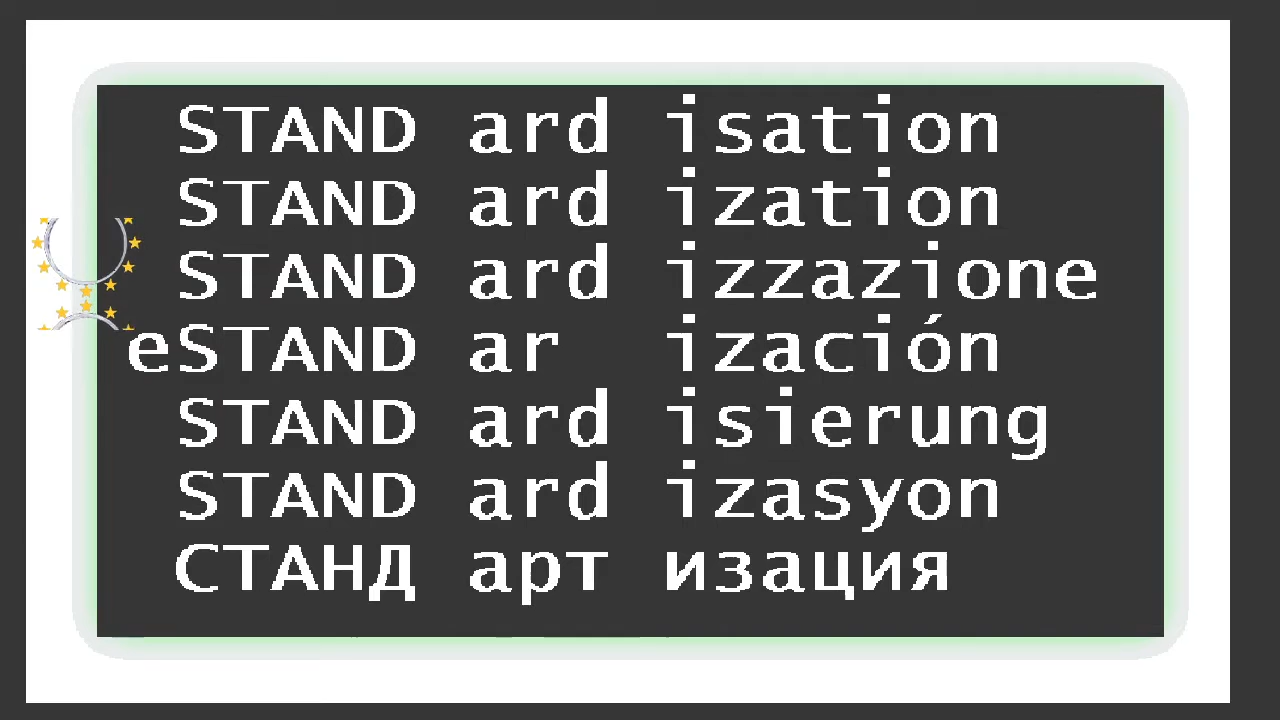 STAND ard isation
STAND ard ization
STAND ard izzazione
eSTAND ar ización
STAND ard isierung
STAND ard izasyon
СТАНД арт изация